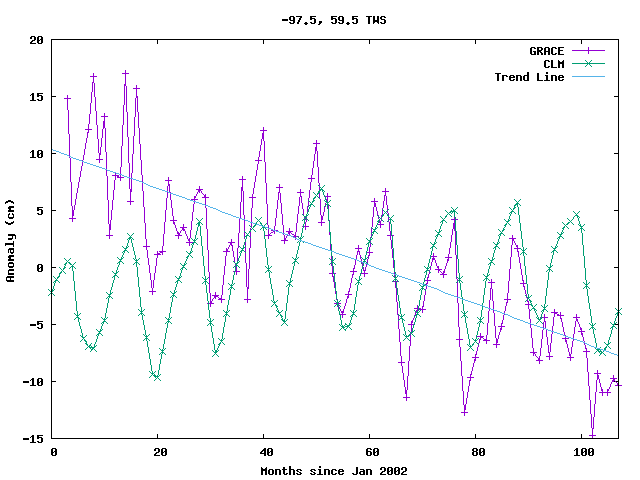 -97.5, 59.5 TWS
GRACE
CLM
Trend Line
20
15
10
5
0
-5
-10
-15
Anomaly (cm)
0 20 40 60 80 100
Months since Jan 2002